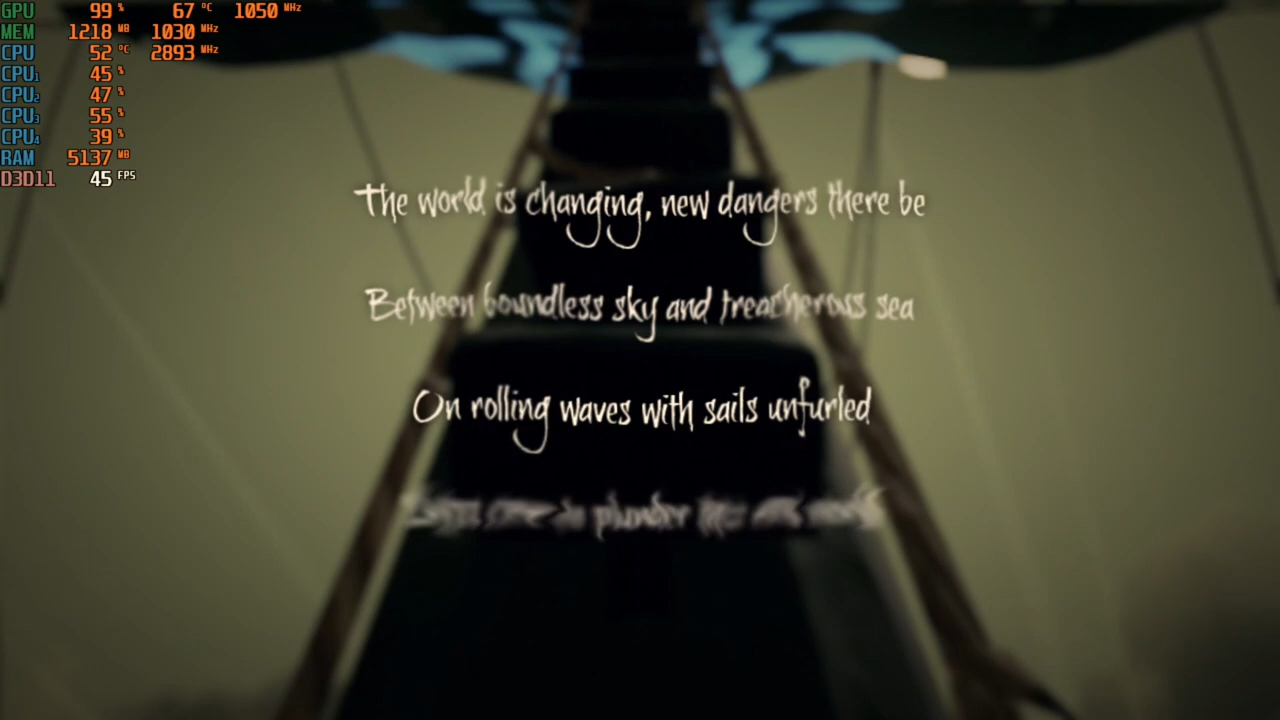 GPU 99 % 67 °C 1050 MHz
MEM 1218 MB 1030 MHz
CPU 52 °C 2893 MHz
CPU1 45 %
CPU2 47 %
CPU3 55 %
CPU4 39 %
RAM 5137 MB
D3D11 45 FPS
The world is changing, new dangers there be
Between boundless sky and treacherous sea
On rolling waves with sails unfurled
plunder